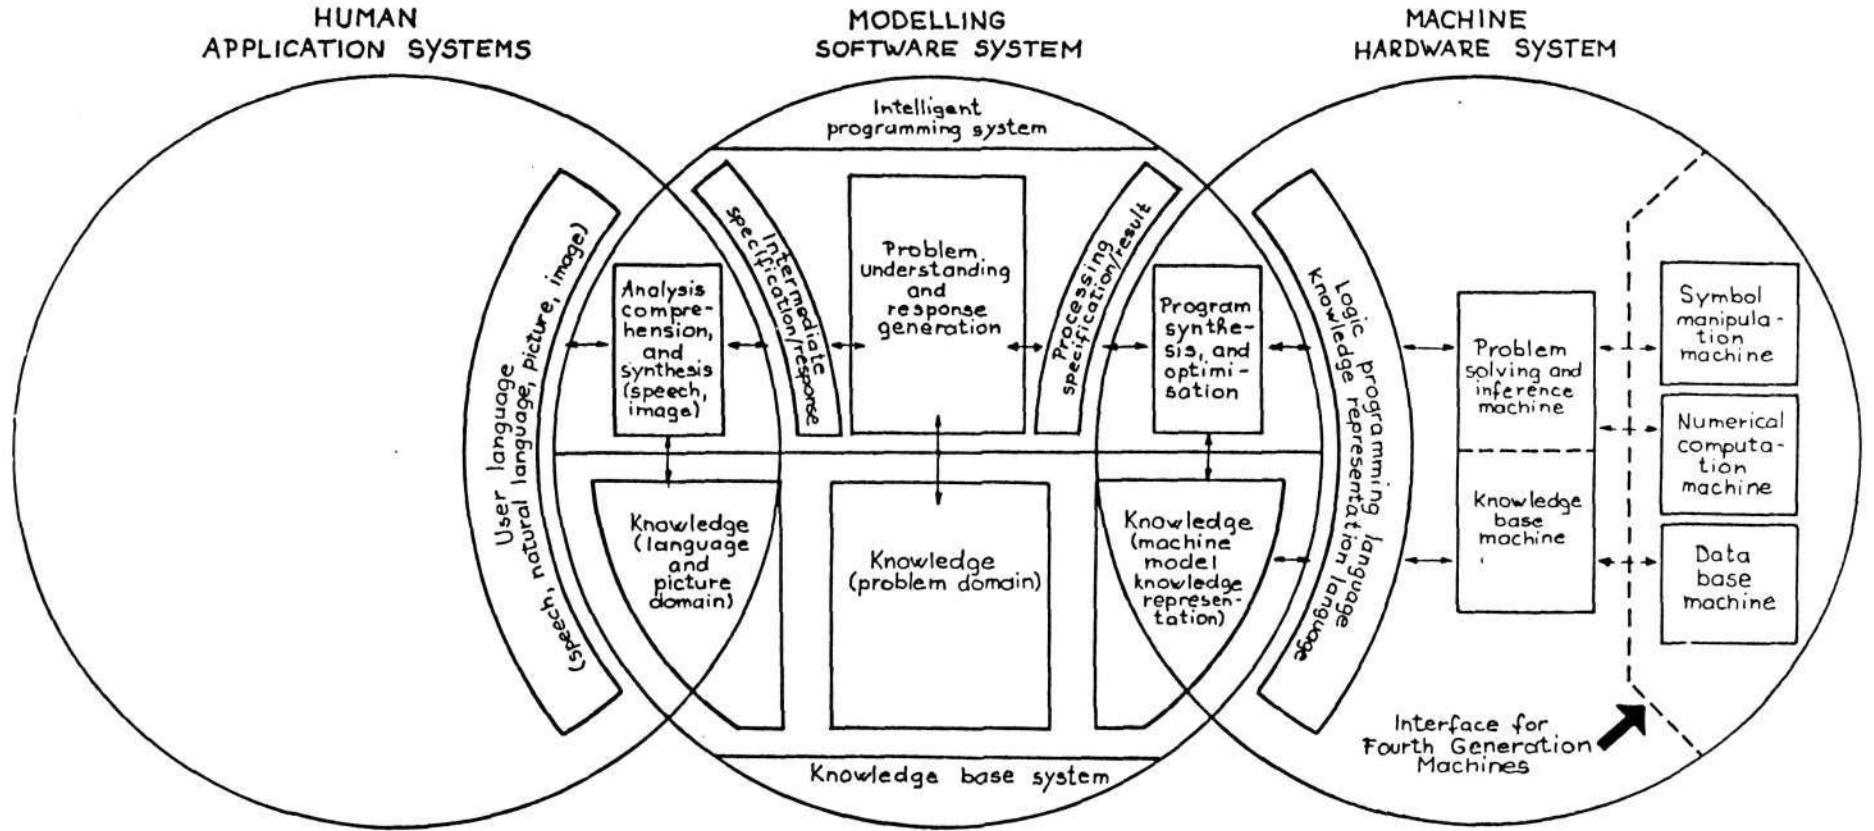 HUMAN
APPLICATION SYSTEMS
MODELLING
SOFTWARE SYSTEM
MACHINE
HARDWARE SYSTEM
Intelligent
programming system
User language
(speech, natural language, picture, image)
Analysis
compre-
hension,
and
synthesis
(speech,
image)
Intermediate
specification/response
Problem
understanding
and
response
generation
Processing
specification/result
Program
synthe-
sis, and
optimi-
sation
Logic programming language
Knowledge representation language
Problem
solving and
inference
machine
Knowledge
base
machine
Symbol
manipula-
tion
machine
Numerical
computa-
tion
machine
Data
base
machine
Knowledge
(language
and
picture
domain)
Knowledge
(problem domain)
Knowledge
(machine
model
knowledge
represen-
tation)
Interface for
Fourth Generation
Machines
Knowledge base system